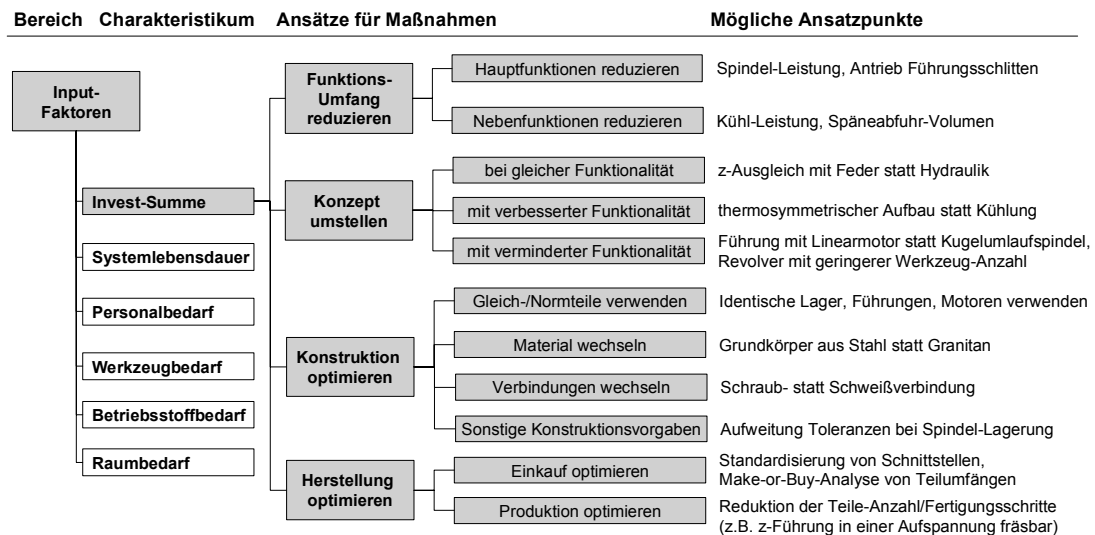 Bereich Charakteristikum Ansätze für Maßnahmen Mögliche Ansatzpunkte
Input-
Faktoren
Invest-Summe
Systemlebensdauer
Personalbedarf
Werkzeugbedarf
Betriebsstoffbedarf
Raumbedarf
Funktions-
Umfang
reduzieren
Hauptfunktionen reduzieren
Spindel-Leistung, Antrieb Führungsschlitten
Nebenfunktionen reduzieren
Kühl-Leistung, Späneabfuhr-Volumen
Konzept
umstellen
bei gleicher Funktionalität
z-Ausgleich mit Feder statt Hydraulik
mit verbesserter Funktionalität
thermosymmetrischer Aufbau statt Kühlung
mit verminderter Funktionalität
Führung mit Linearmotor statt Kugelumlaufspindel,
Revolver mit geringerer Werkzeug-Anzahl
Konstruktion
optimieren
Gleich-/Normteile verwenden
Identische Lager, Führungen, Motoren verwenden
Material wechseln
Grundkörper aus Stahl statt Granitan
Verbindungen wechseln
Schraub- statt Schweißverbindung
Sonstige Konstruktionsvorgaben
Aufweitung Toleranzen bei Spindel-Lagerung
Herstellung
optimieren
Einkauf optimieren
Standardisierung von Schnittstellen,
Make-or-Buy-Analyse von Teilumfängen
Produktion optimieren
Reduktion der Teile-Anzahl/Fertigungsschritte
(z.B. z-Führung in einer Aufspannung fräsbar)